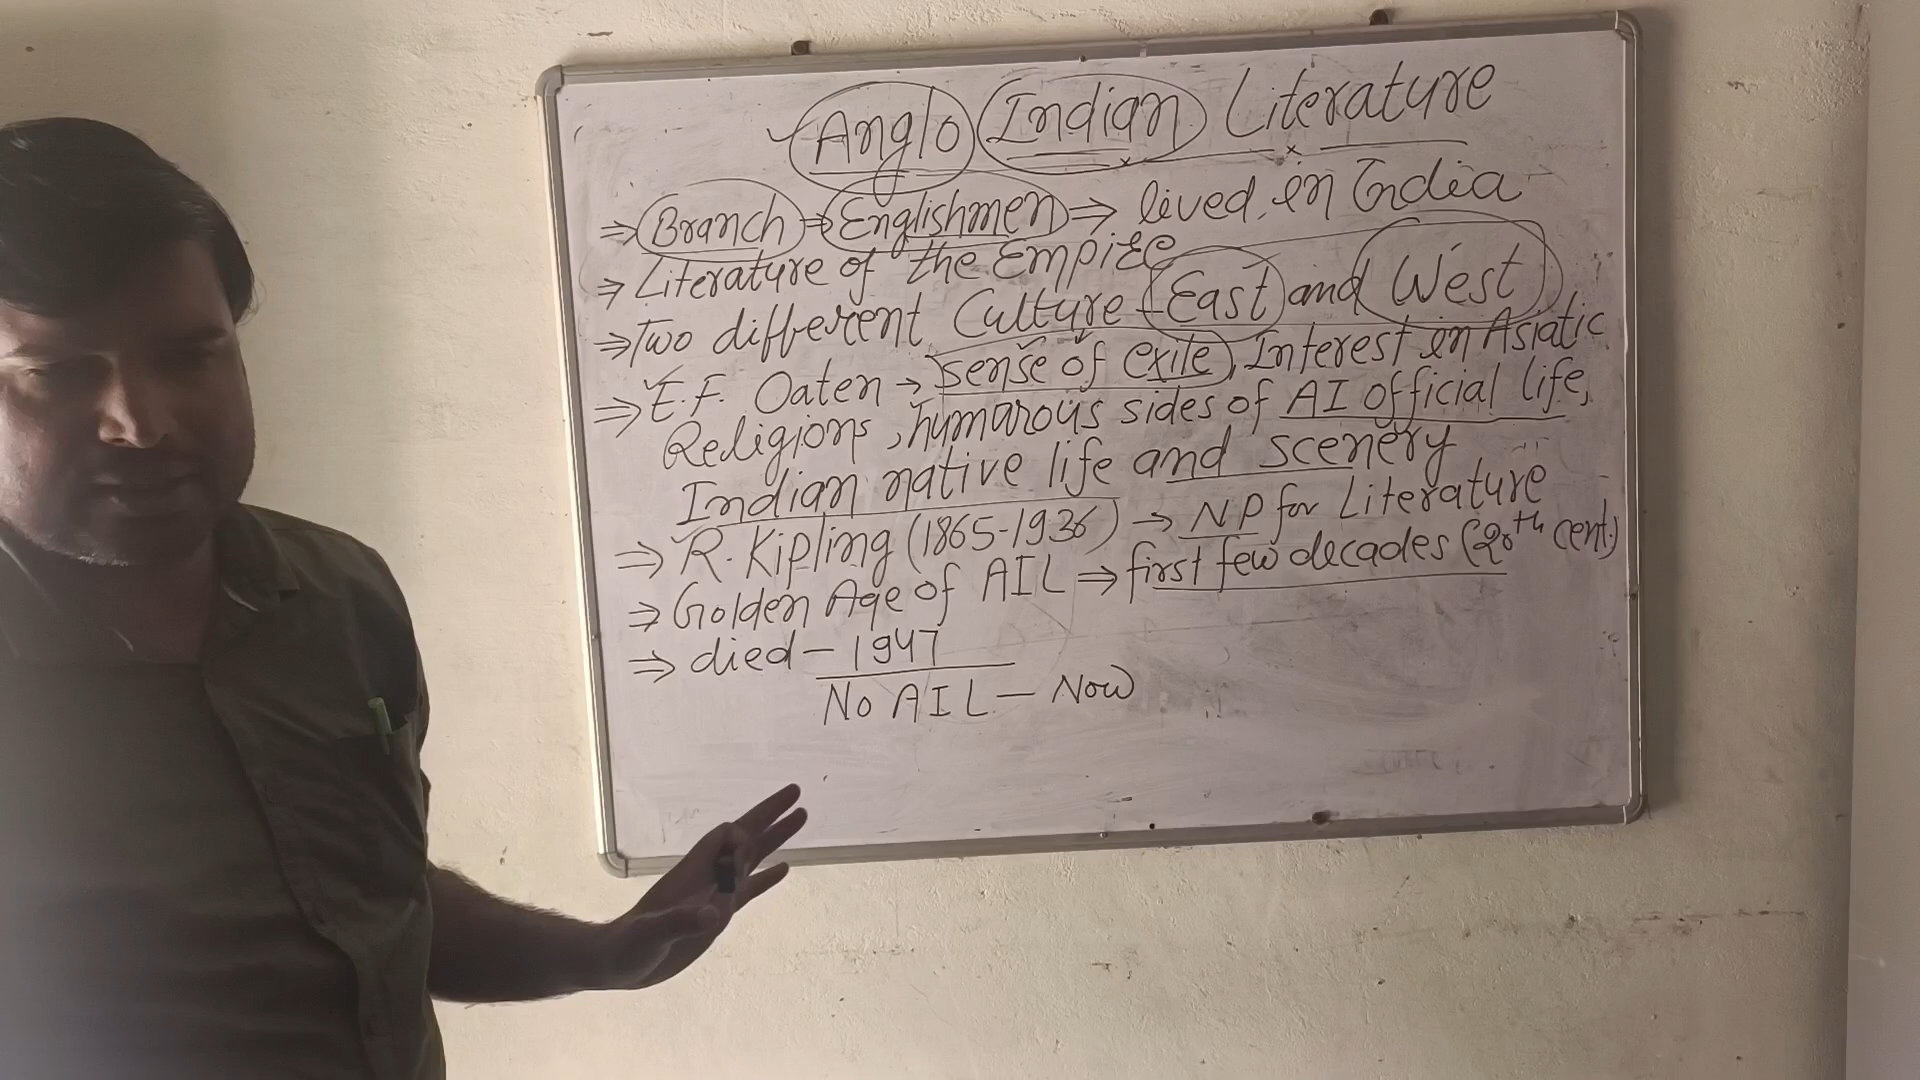 Anglo Indian Literature
⇒ Branch → Englishmen ⇒ lived in India
⇒ Literature of the Empire
⇒ Two different Culture - East and West
⇒ E.F. Oaten → sense of exile, Interest in Asiatic
Religions, humarous sides of AI official life,
Indian native life and scenery
⇒ R. Kipling (1865-1936) → NP for Literature
⇒ Golden Age of AIL ⇒ first few decades (20th cent.)
⇒ died - 1947
No AIL - Now